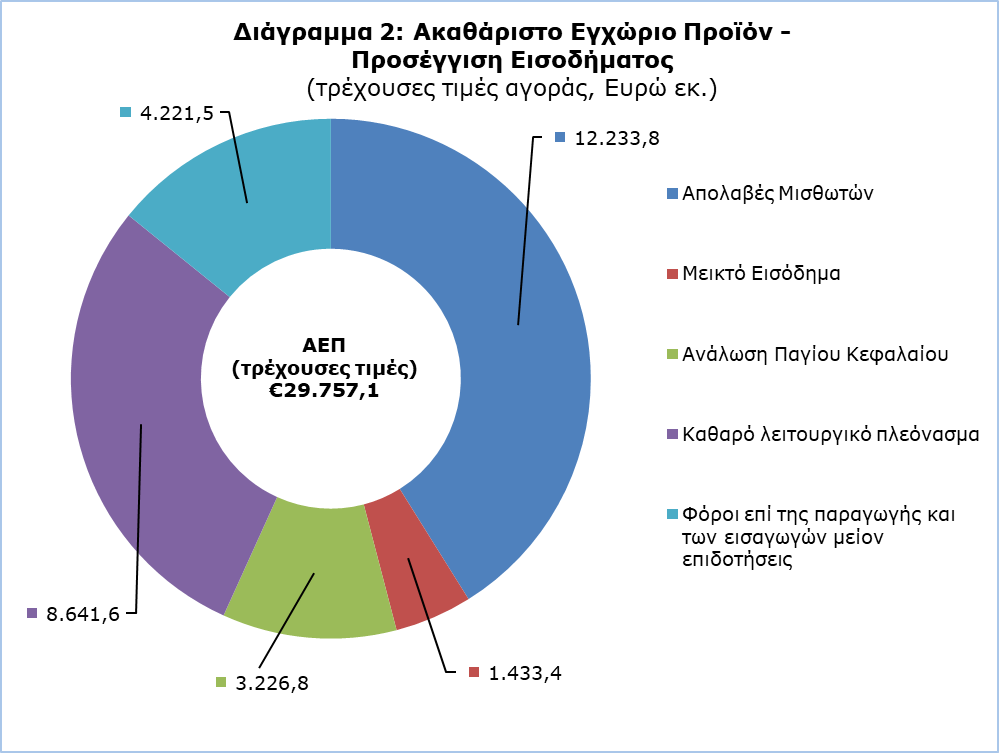 Διάγραμμα 2: Ακαθάριστο Εγχώριο Προϊόν –
Προσέγγιση Εισοδήματος
(τρέχουσες τιμές αγοράς, Ευρώ εκ.)
4.221,5
12.233,8
Απολαβές Μισθωτών
Μεικτό Εισόδημα
Ανάλωση Παγίου Κεφαλαίου
Καθαρό λειτουργικό πλεόνασμα
Φόροι επί της παραγωγής και
των εισαγωγών μείον
επιδοτήσεις
ΑΕΠ
(τρέχουσες τιμές)
€29.757,1
8.641,6
3.226,8
1.433,4